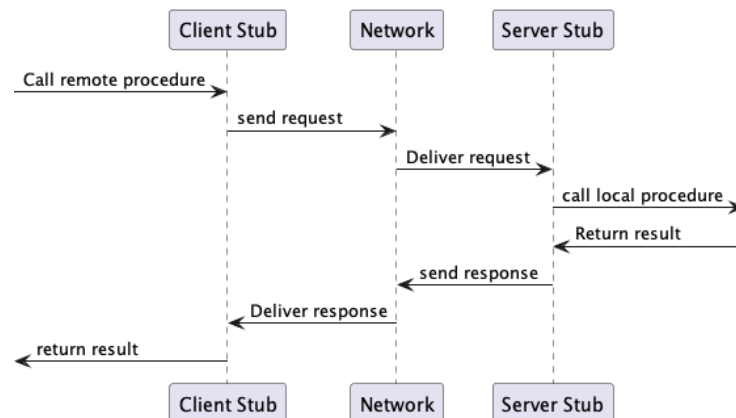 Client Stub
Network
Server Stub
Call remote procedure
send request
Deliver request
call local procedure
Return result
send response
Deliver response
return result
Client Stub
Network
Server Stub